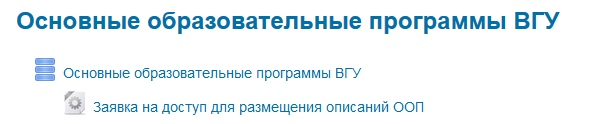 Основные образовательные программы ВГУ
Основные образовательные программы ВГУ
Заявка на доступ для размещения описаний ООП